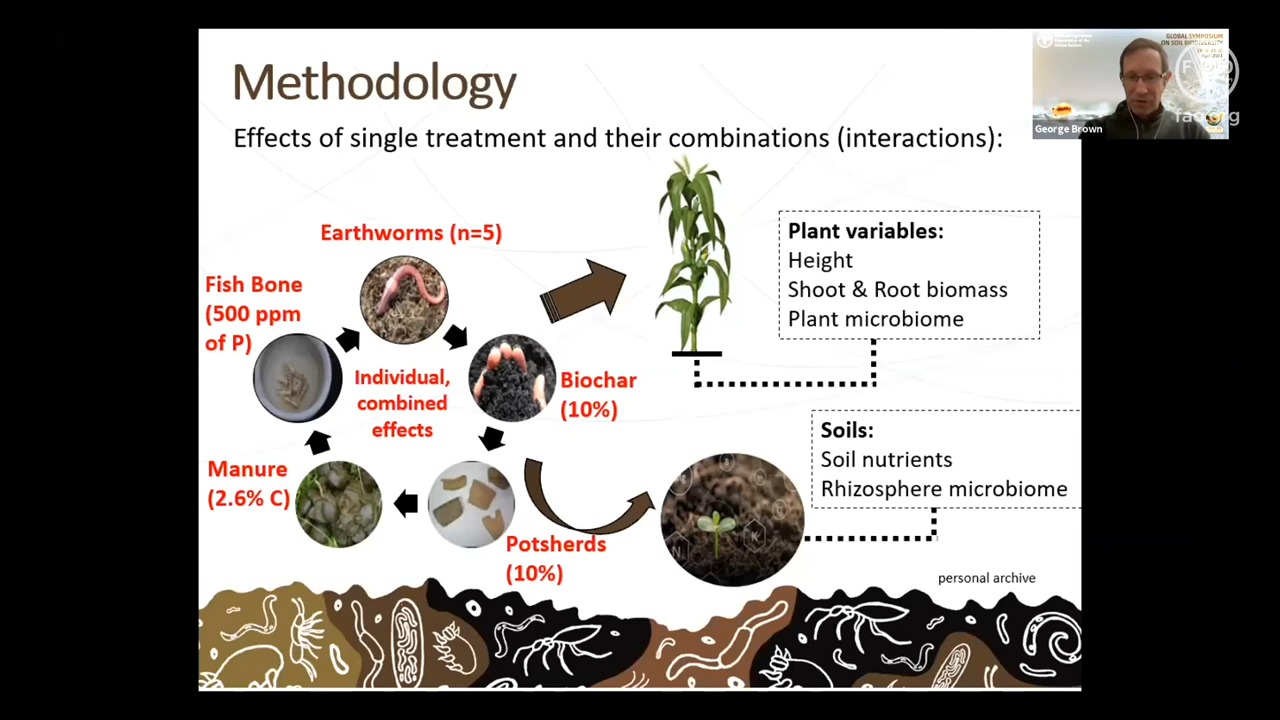 Methodology
Effects of single treatment and their combinations (interactions):
Earthworms (n=5)
Fish Bone
(500 ppm
of P)
Individual,
combined
effects
Biochar
(10%)
Manure
(2.6% C)
Potsherds
(10%)
Plant variables:
Height
Shoot & Root biomass
Plant microbiome
Soils:
Soil nutrients
Rhizosphere microbiome
N
K
personal archive
GLOBAL SYMPOSIUM
ON SOIL BIODIVERSITY
George Brown
fao.org